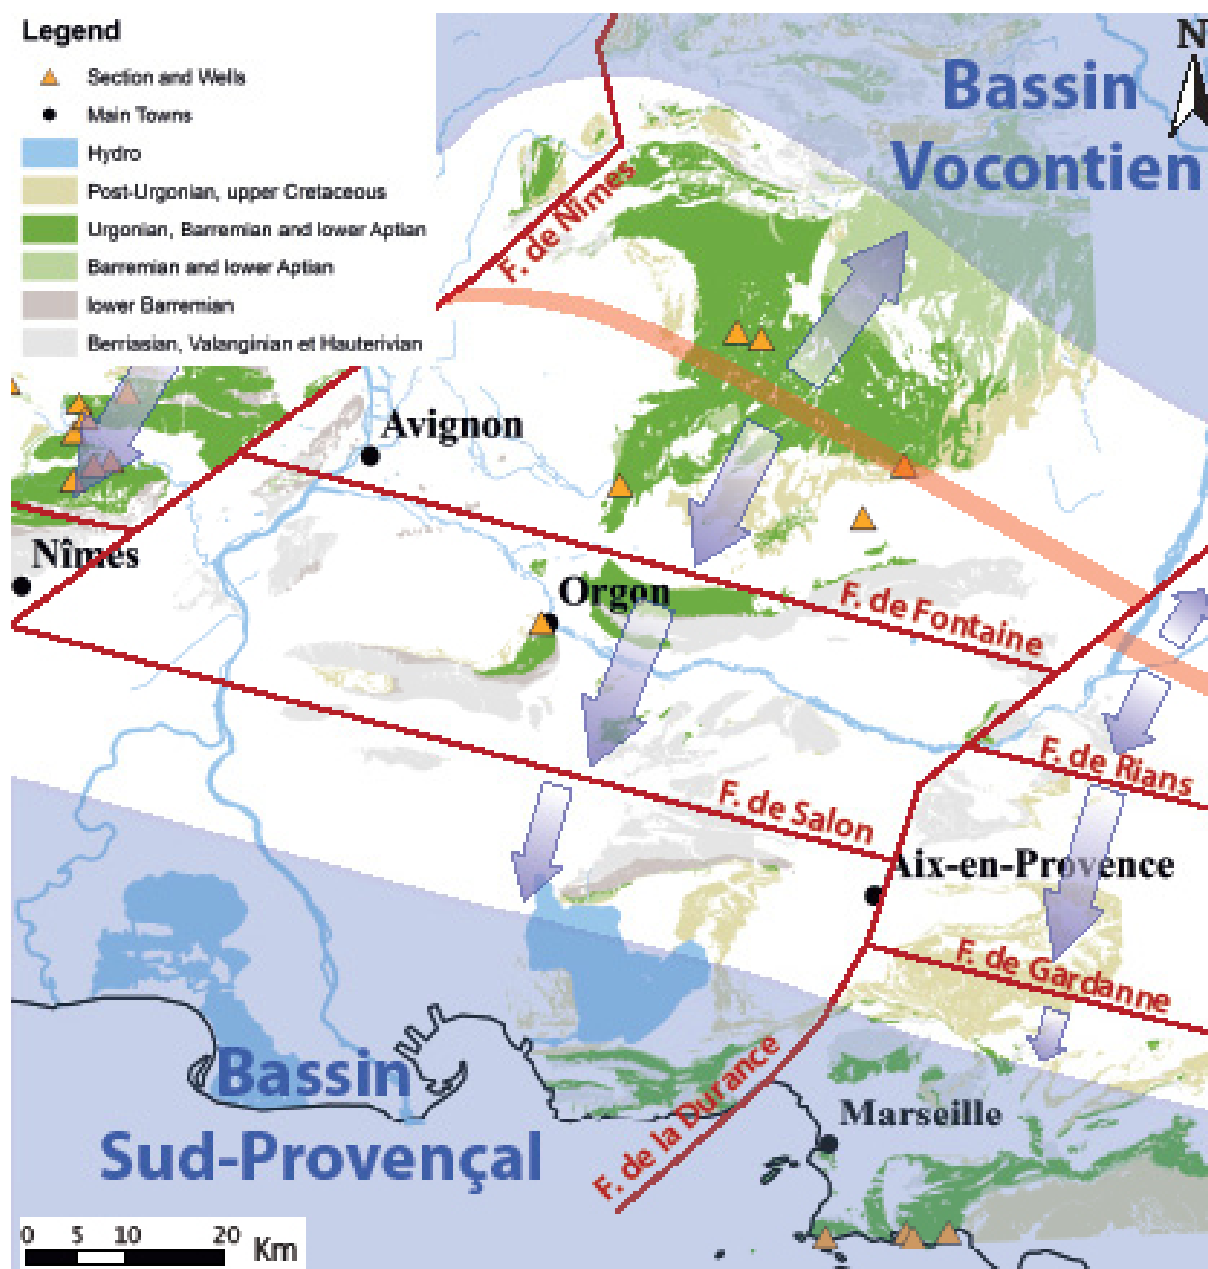 Legend
Section and Wells
Main Towns
Hydro
Post-Urgonian, upper Cretaceous
Urgonian, Barremian and lower Aptian
Barremian and lower Aptian
lower Barremian
Berriasian, Valanginian et Hauterivian
N
Bassin
Vocontien
F. de Nîmes
Avignon
Nîmes
Orgon
F. de Fontaine
F. de Rians
F. de Salon
Aix-en-Provence
F. de Gardanne
Bassin
Sud-Provençal
F. de la Durance
Marseille
0 5 10 20 Km